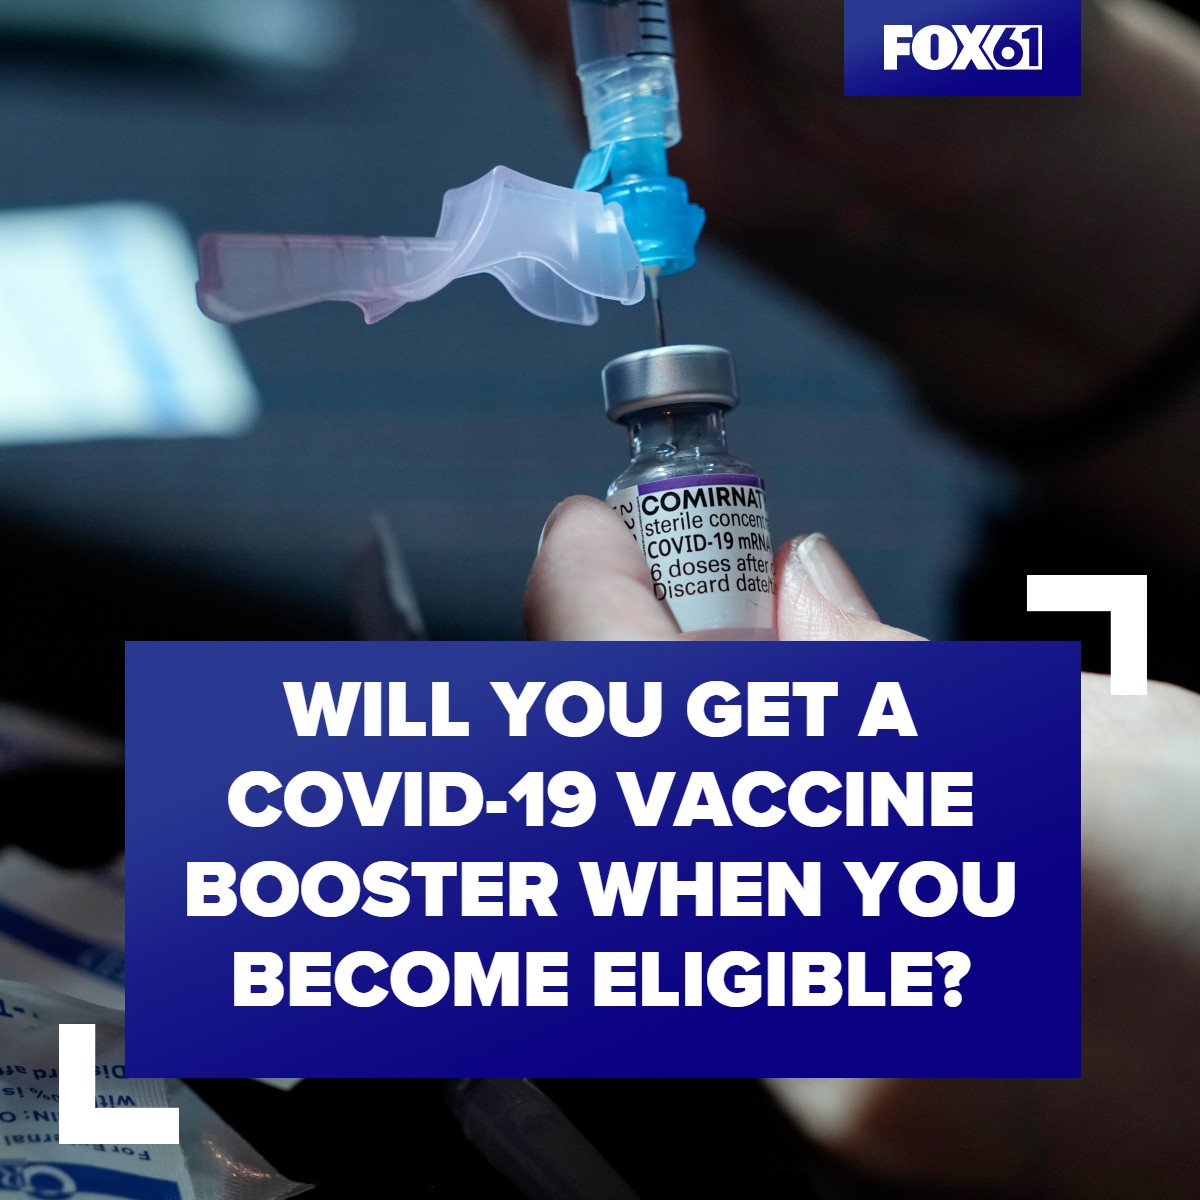 FOX61
COMIRNAT
sterile concent
COVID-19 mRNA
6 doses after
Discard date/
WILL YOU GET A
COVID-19 VACCINE
BOOSTER WHEN YOU
BECOME ELIGIBLE?